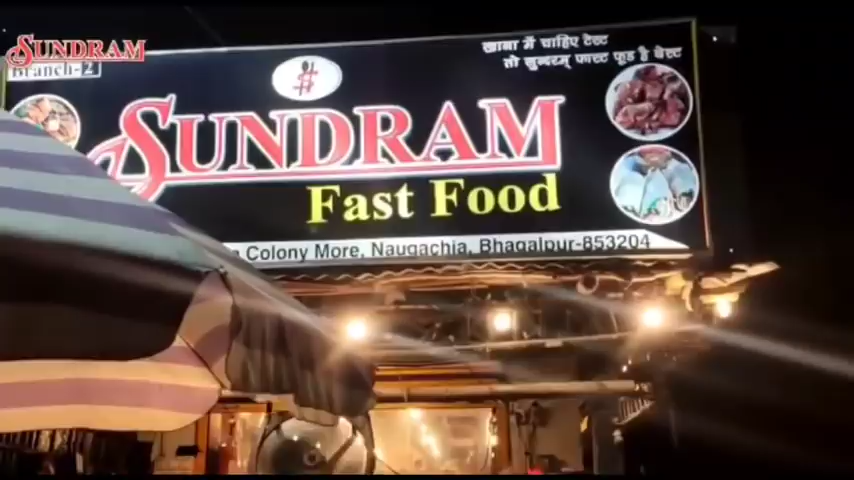 SUNDRAM
Branch-2
खाना में चाहिए टेस्ट
तो सुन्दरम् फास्ट फूड है बेस्ट
SUNDRAM
Fast Food
Colony More, Naugachia, Bhagalpur-853204